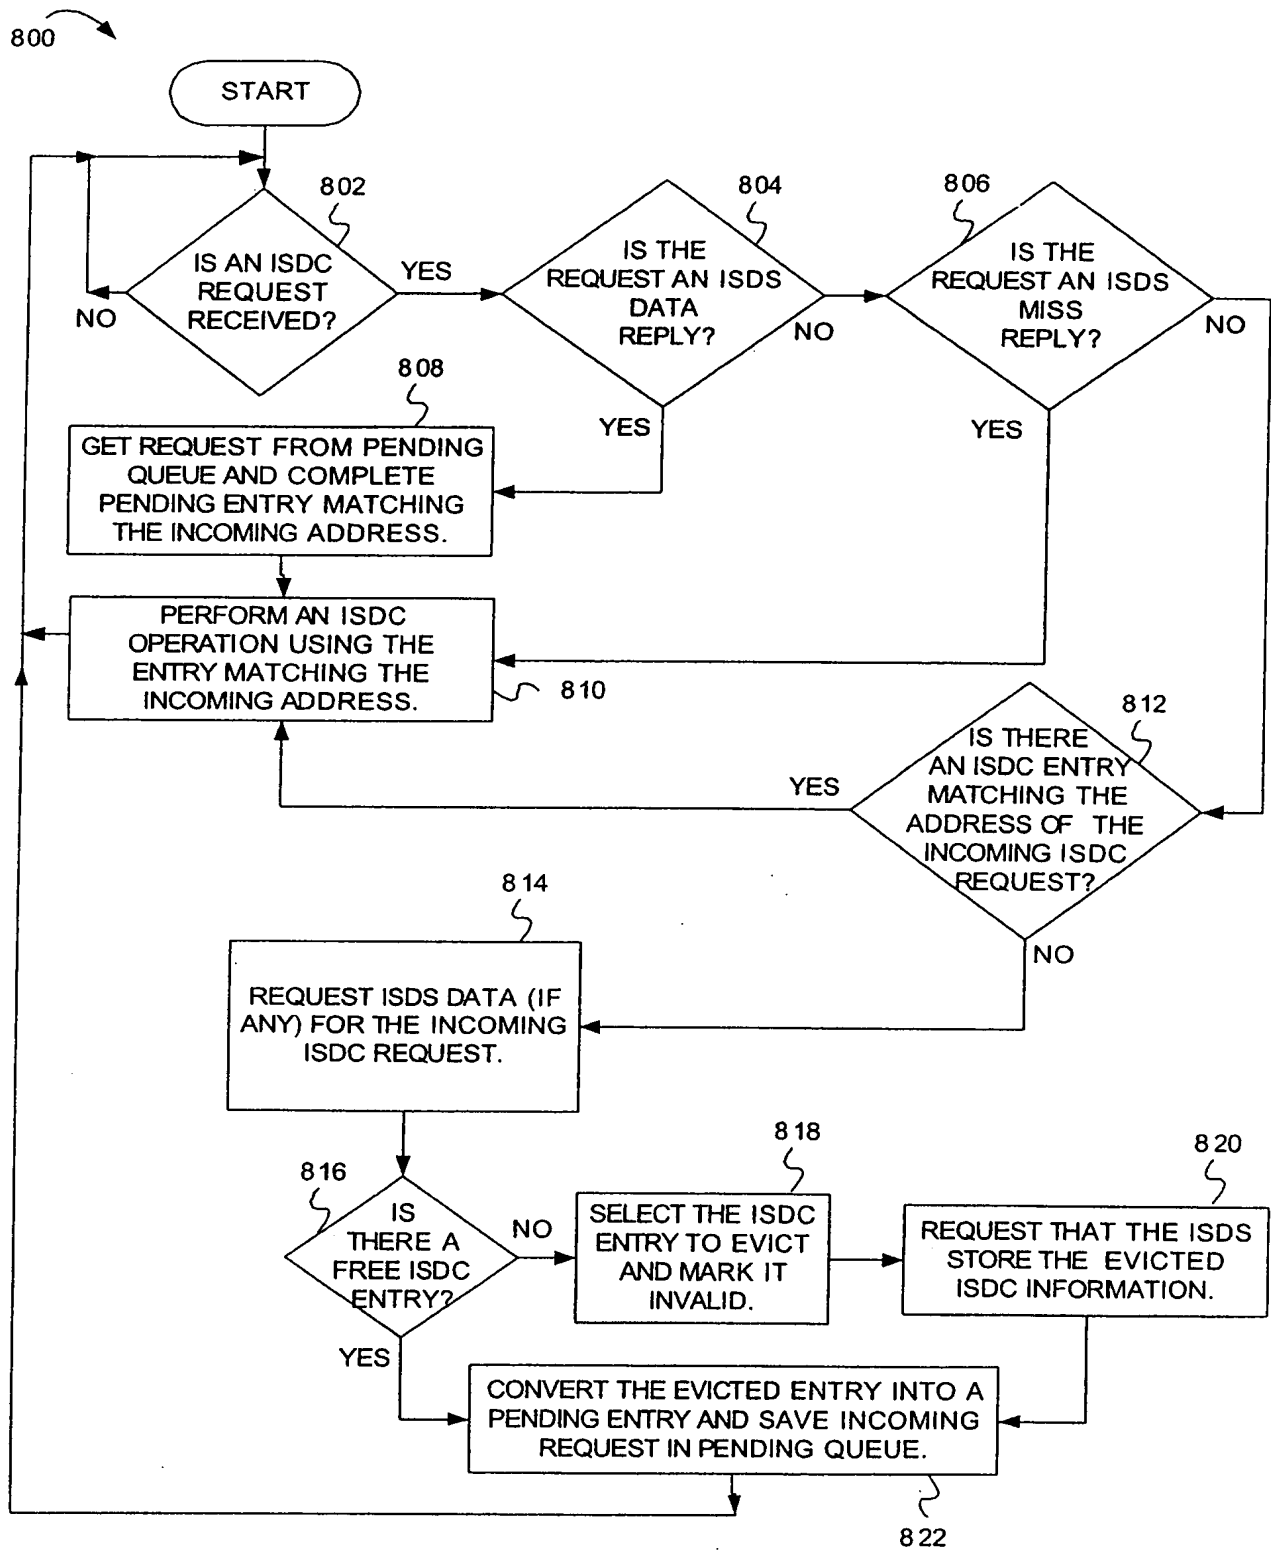 800
START
802
IS AN ISDC
REQUEST
RECEIVED?
YES
NO
804
IS THE
REQUEST AN ISDS
DATA
REPLY?
NO
YES
806
IS THE
REQUEST AN ISDS
MISS
REPLY?
NO
YES
808
GET REQUEST FROM PENDING
QUEUE AND COMPLETE
PENDING ENTRY MATCHING
THE INCOMING ADDRESS.
PERFORM AN ISDC
OPERATION USING THE
ENTRY MATCHING THE
INCOMING ADDRESS.
810
812
IS THERE
AN ISDC ENTRY
MATCHING THE
ADDRESS OF THE
INCOMING ISDC
REQUEST?
YES
NO
814
REQUEST ISDS DATA (IF
ANY) FOR THE INCOMING
ISDC REQUEST.
816
IS
THERE A
FREE ISDC
ENTRY?
NO
YES
818
SELECT THE ISDC
ENTRY TO EVICT
AND MARK IT
INVALID.
820
REQUEST THAT THE ISDS
STORE THE EVICTED
ISDC INFORMATION.
CONVERT THE EVICTED ENTRY INTO A
PENDING ENTRY AND SAVE INCOMING
REQUEST IN PENDING QUEUE.
822